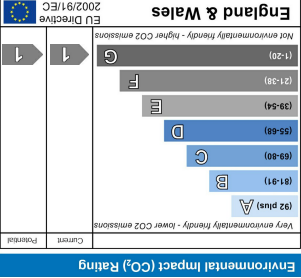 Environmental Impact (CO₂) Rating
Current Potential
Very environmentally friendly - lower CO2 emissions
(92 plus) A
(81-91) B
(69-80) C
(55-68) D
(39-54) E
(21-38) F
(1-20) G
1 1
Not environmentally friendly - higher CO2 emissions
England & Wales
EU Directive
2002/91/EC